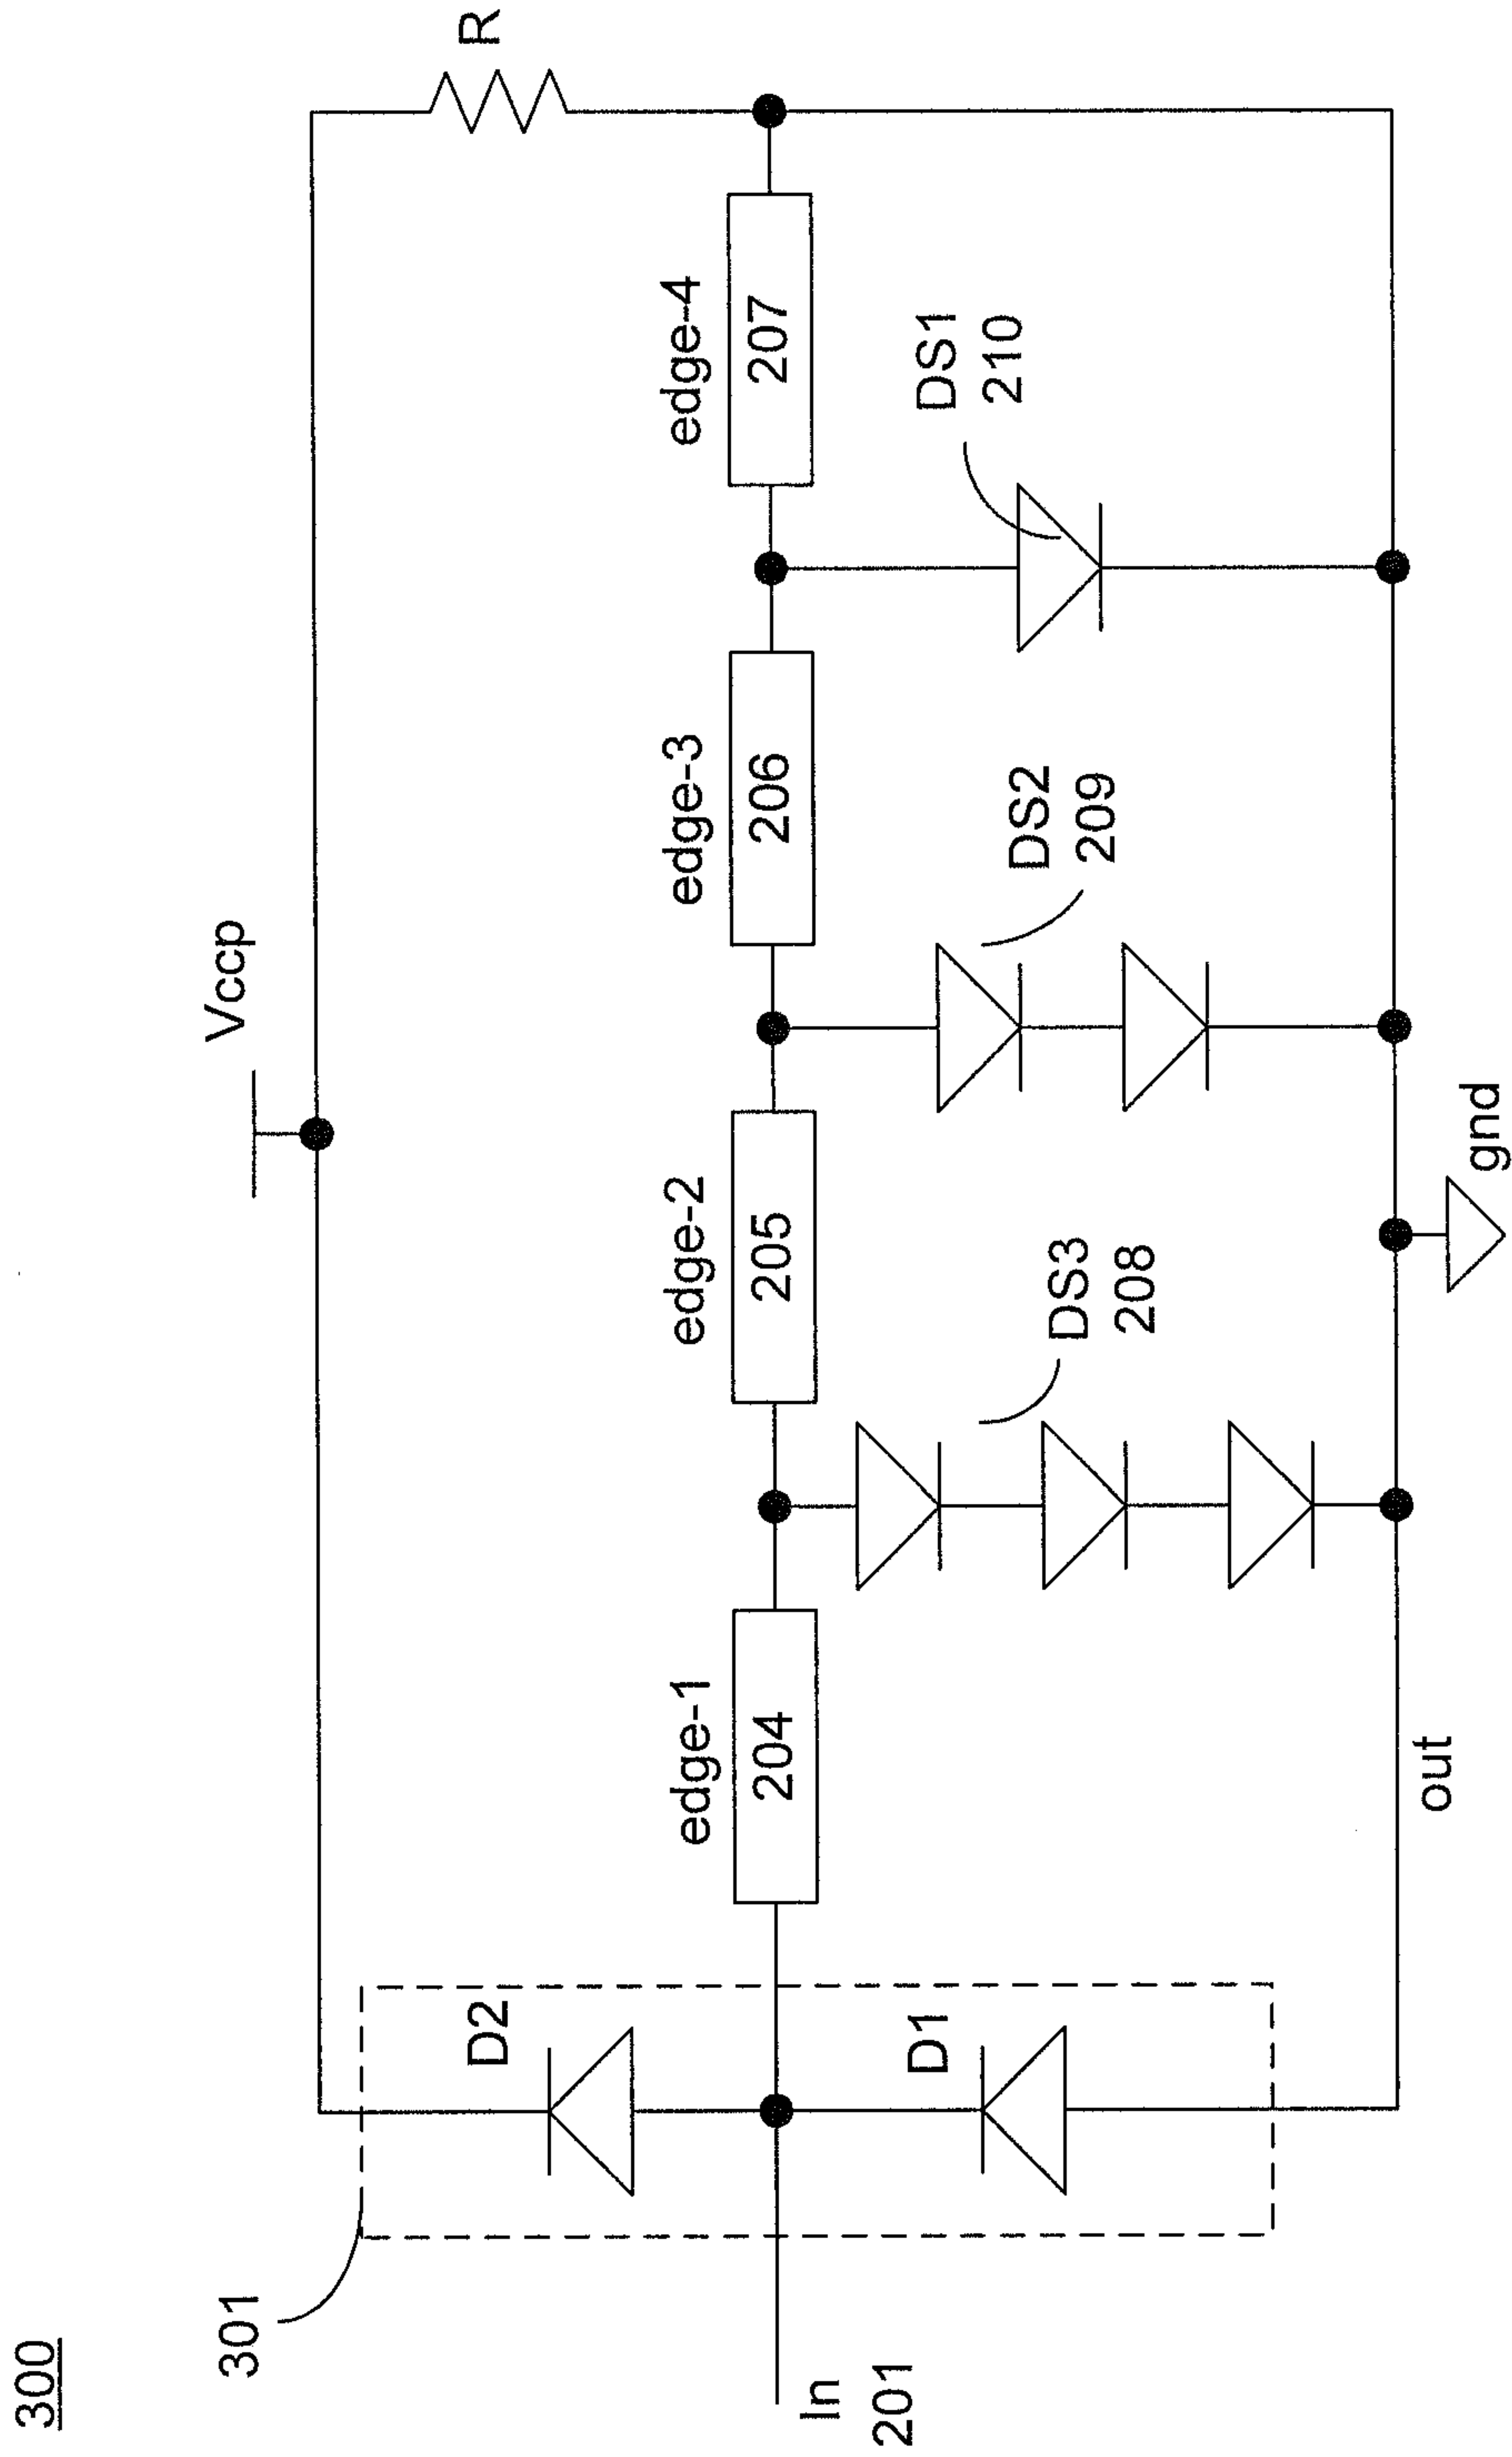 300
301
Vccp
R
D2
edge-1
204
edge-2
205
edge-3
206
edge-4
207
In
201
D1
DS3
208
DS2
209
DS1
210
out
gnd